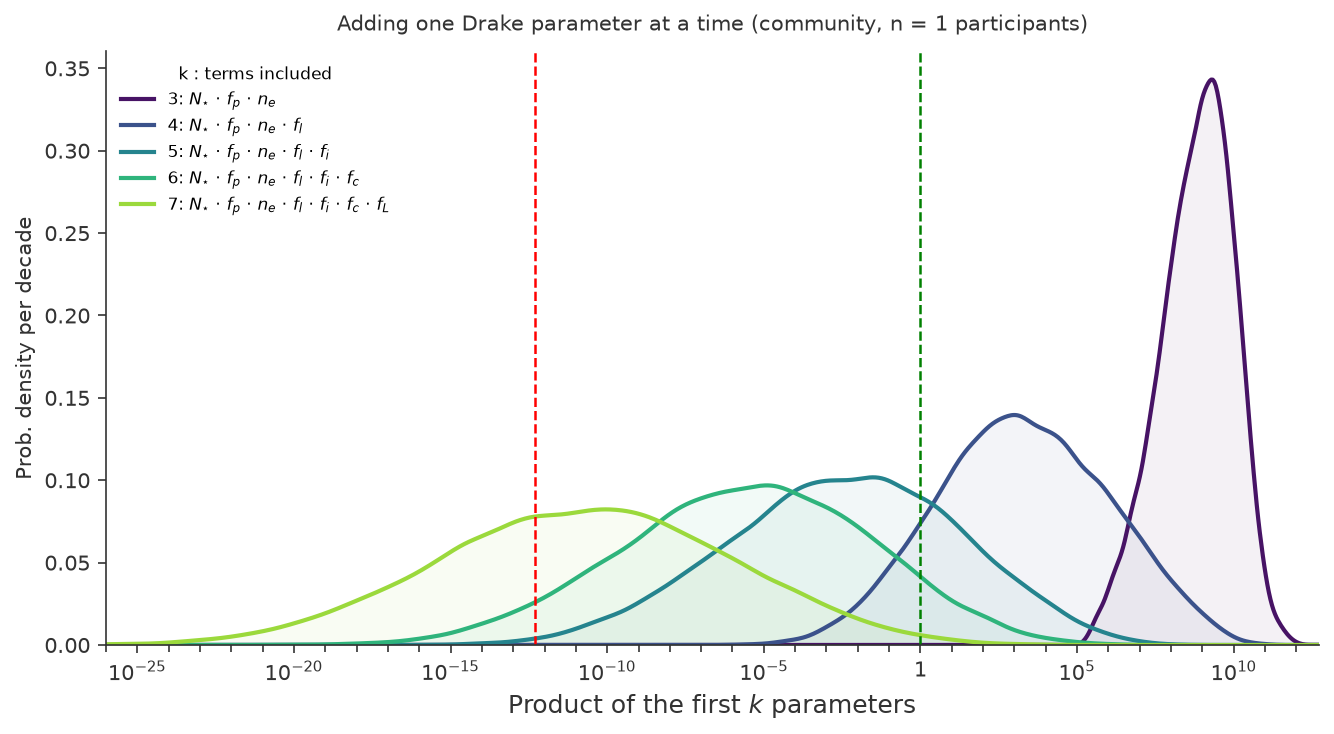 Adding one Drake parameter at a time (community, n = 1 participants)
k : terms included
3: N⋆ · fp · ne
4: N⋆ · fp · ne · fl
5: N⋆ · fp · ne · fl · fi
6: N⋆ · fp · ne · fl · fi · fc
7: N⋆ · fp · ne · fl · fi · fc · fL
Prob. density per decade
0.35
0.30
0.25
0.20
0.15
0.10
0.05
0.00
10⁻²⁵ 10⁻²⁰ 10⁻¹⁵ 10⁻¹⁰ 10⁻⁵ 1 10⁵ 10¹⁰
Product of the first k parameters